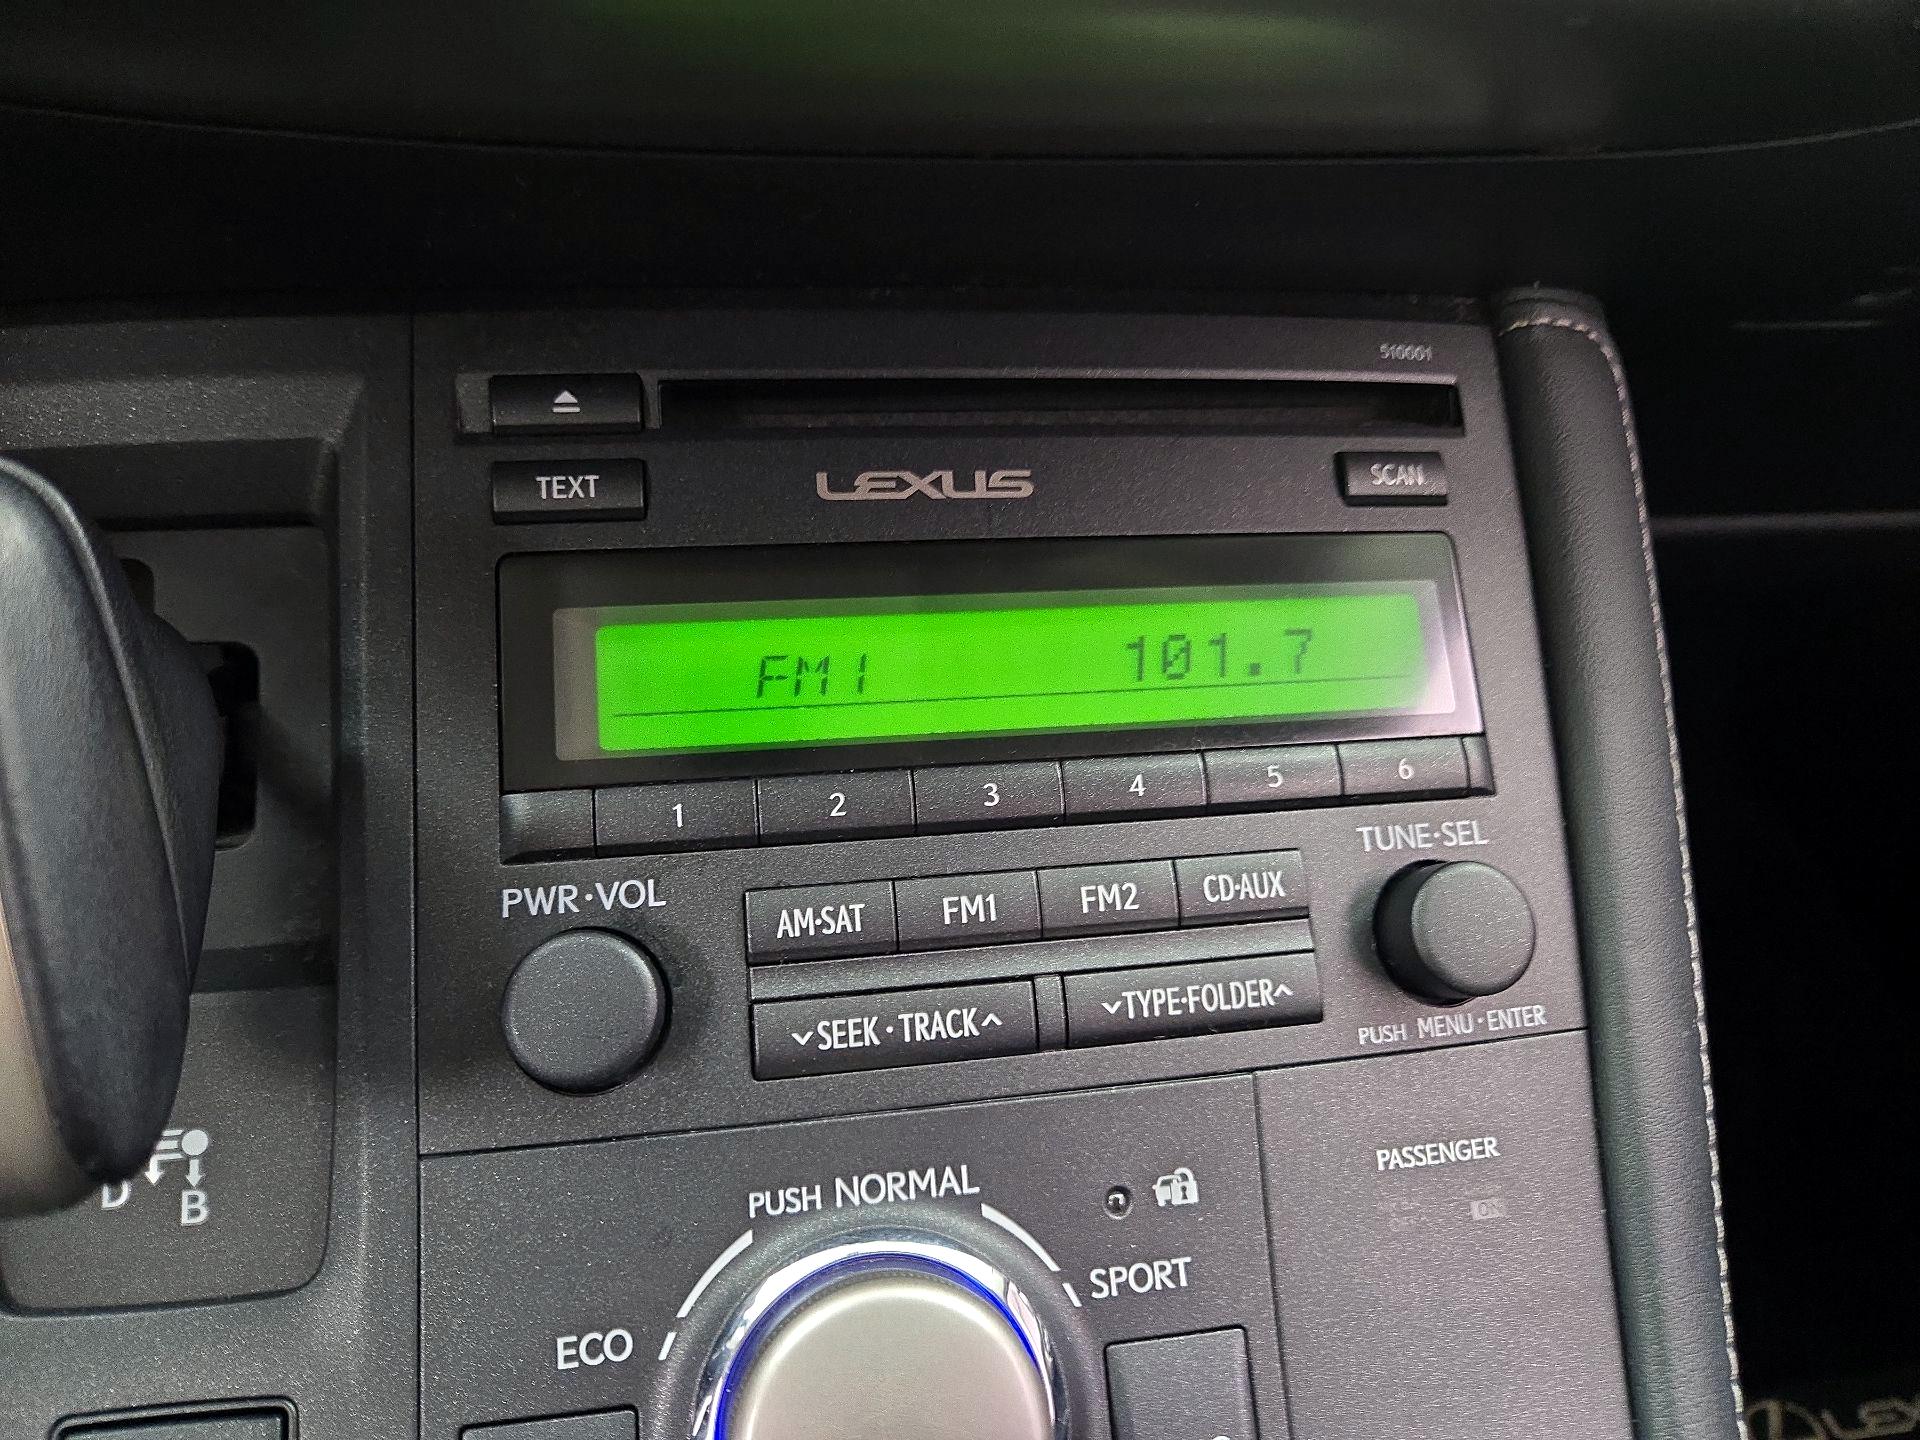 510001
TEXT
LEXUS
SCAN
FM1 101.7
1 2 3 4 5 6
PWR·VOL
TUNE·SEL
AM·SAT FM1 FM2 CD·AUX
SEEK·TRACK
TYPE·FOLDER
PUSH MENU·ENTER
D
B
PUSH NORMAL
ECO
SPORT
PASSENGER
ON